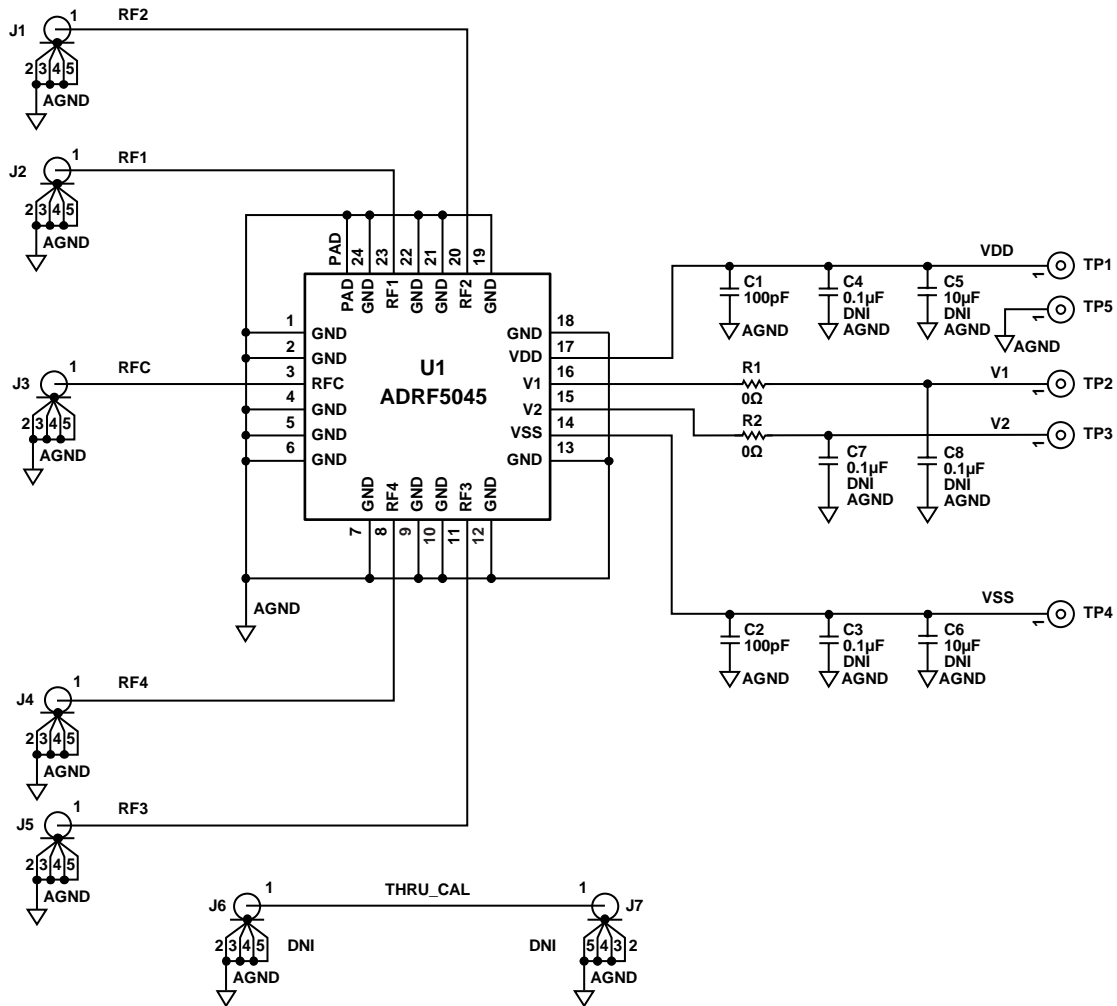 J1
1
RF2
2 3 4 5
AGND
J2
1
RF1
2 3 4 5
AGND
PAD
24
23
22
21
20
19
PAD
GND
RF1
GND
GND
RF2
GND
1
GND
2
GND
3
RFC
4
GND
5
GND
6
GND
U1
ADRF5045
18
GND
17
VDD
16
V1
15
V2
14
VSS
13
GND
GND
RF4
GND
GND
RF3
GND
7
8
9
10
11
12
AGND
J3
1
RFC
2 3 4 5
AGND
VDD
1
TP1
C1
100pF
AGND
C4
0.1µF
DNI
AGND
C5
10µF
DNI
AGND
1
TP5
AGND
R1
0Ω
V1
1
TP2
R2
0Ω
V2
1
TP3
C7
0.1µF
DNI
AGND
C8
0.1µF
DNI
AGND
VSS
1
TP4
C2
100pF
AGND
C3
0.1µF
DNI
AGND
C6
10µF
DNI
AGND
J4
1
RF4
2 3 4 5
AGND
J5
1
RF3
2 3 4 5
AGND
J6
1
THRU_CAL
1
J7
2 3 4 5
DNI
DNI
5 4 3 2
AGND
AGND